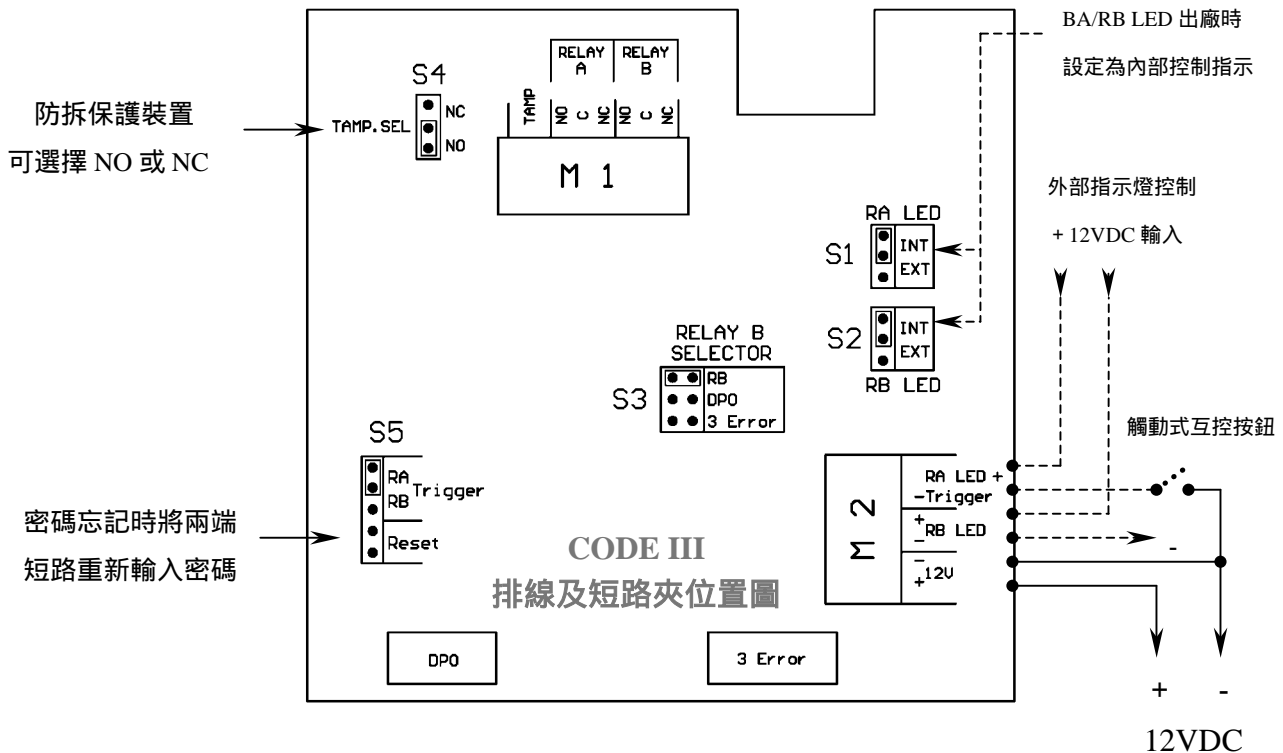 BA/RB LED 出廠時
設定為內部控制指示
RELAY A
RELAY B
S4
NC
NO
TAMP.SEL
防拆保護裝置
可選擇 NO 或 NC
TAMP
NO
C
NC
NO
C
NC
M 1
外部指示燈控制
+ 12VDC 輸入
RA LED
S1
INT
EXT
S2
INT
EXT
RB LED
RELAY B
SELECTOR
S3
RB
DPO
3 Error
觸動式互控按鈕
S5
RA
RB
Trigger
Reset
密碼忘記時將兩端
短路重新輸入密碼
M 2
RA LED +
-Trigger
+
-
RB LED
-
+
12V
-
CODE III
排線及短路夾位置圖
DPO
3 Error
+ -
12VDC